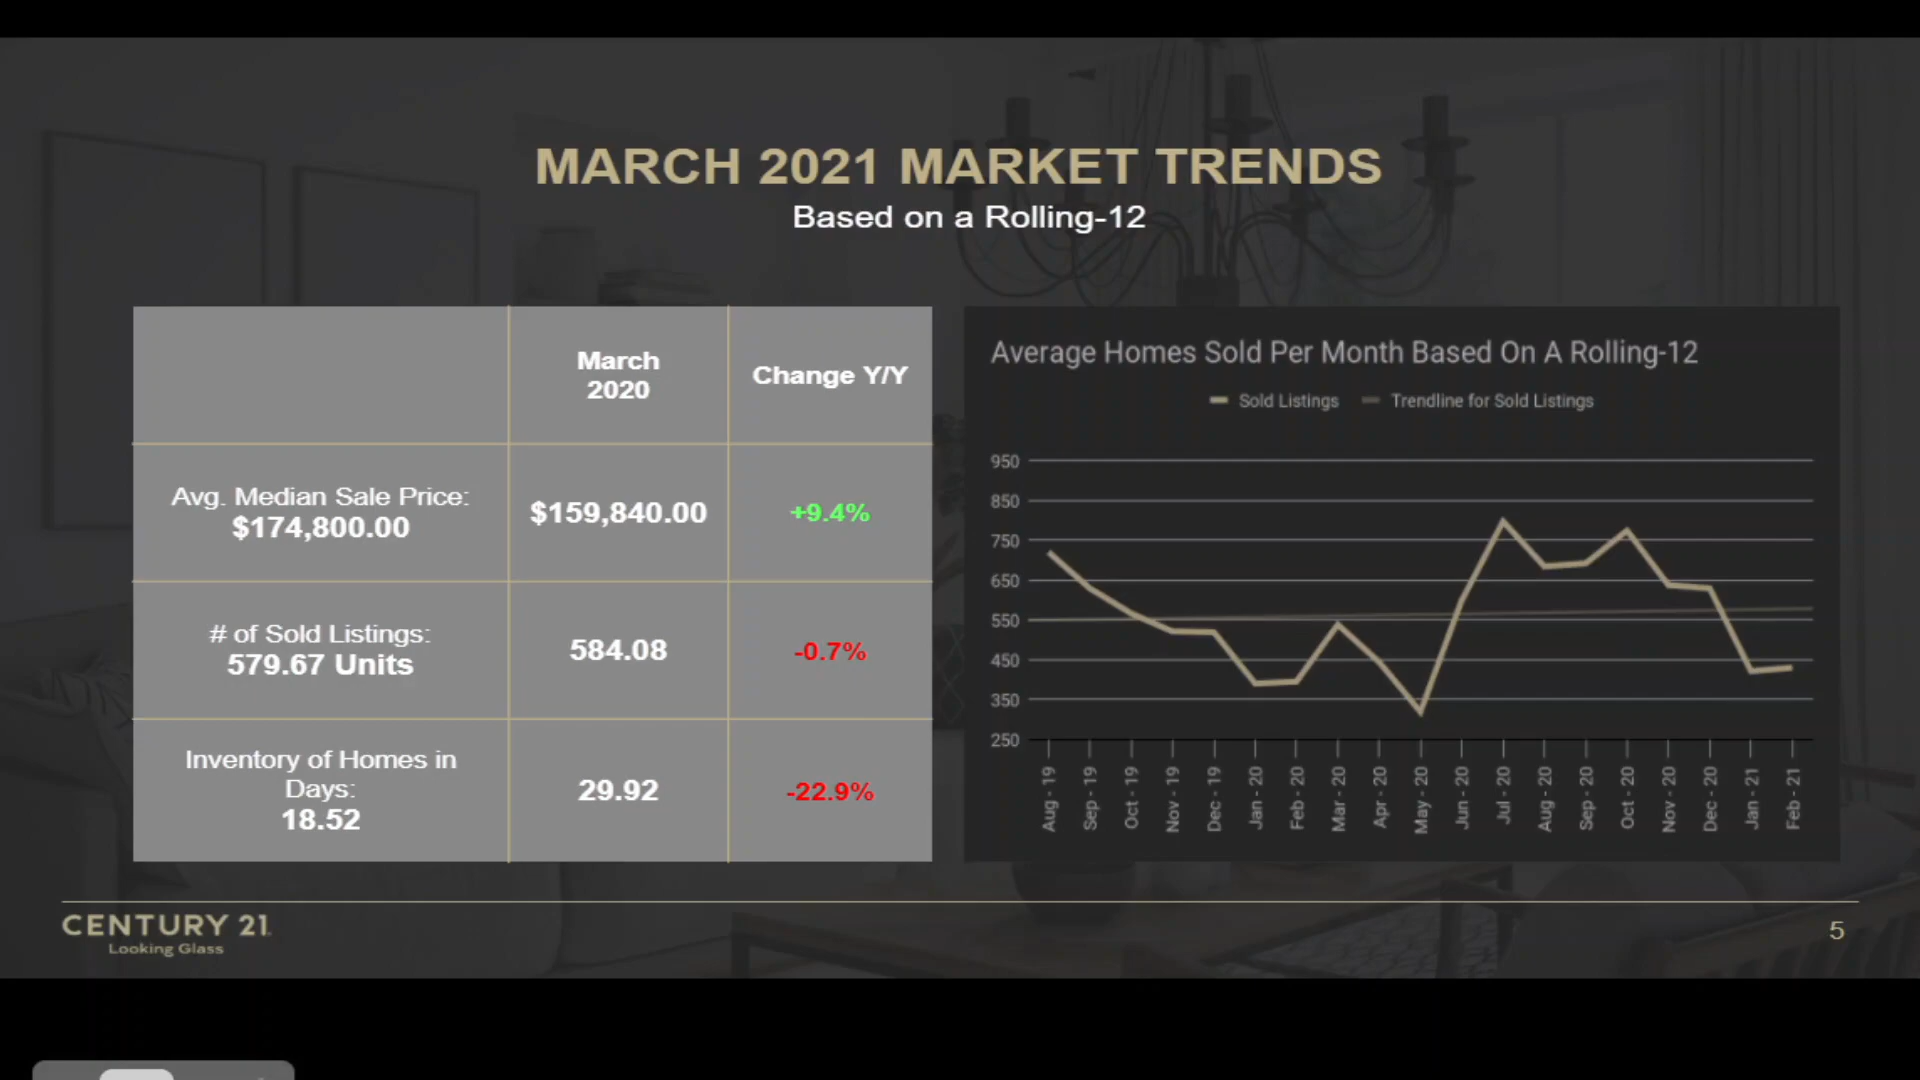 MARCH 2021 MARKET TRENDS
Based on a Rolling-12
March
2020
Change Y/Y
Avg. Median Sale Price:
$174,800.00
$159,840.00
+9.4%
# of Sold Listings:
579.67 Units
584.08
-0.7%
Inventory of Homes in
Days:
18.52
29.92
-22.9%
Average Homes Sold Per Month Based On A Rolling-12
Sold Listings
Trendline for Sold Listings
950
850
750
650
550
450
350
250
Aug - 19
Sep - 19
Oct - 19
Nov - 19
Dec - 19
Jan - 20
Feb - 20
Mar - 20
Apr - 20
May - 20
Jun - 20
Jul - 20
Aug - 20
Sep - 20
Oct - 20
Nov - 20
Dec - 20
Jan - 21
Feb - 21
CENTURY 21
Looking Glass
5